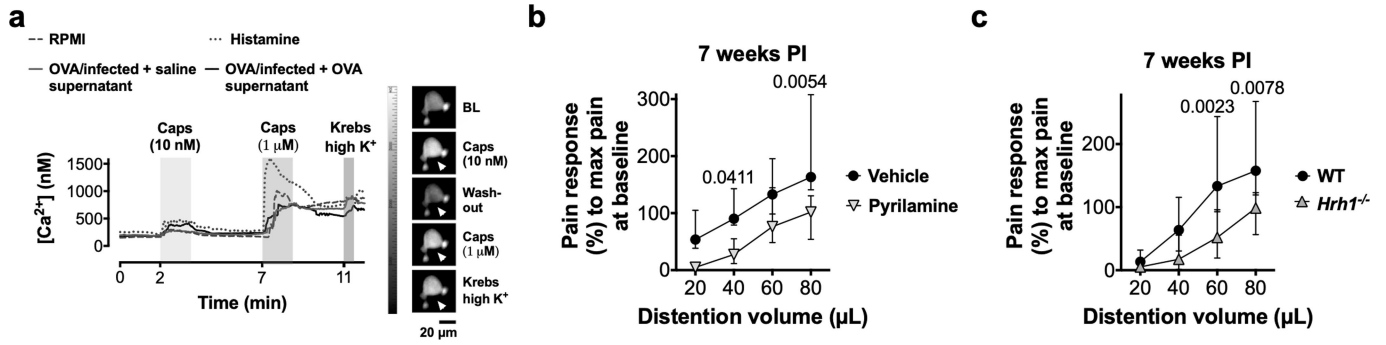 a
RPMI
Histamine
OVA/infected + saline
supernatant
OVA/infected + OVA
supernatant
Caps
(10 nM)
Caps
(1 µM)
Krebs
high K⁺
[Ca²⁺] (nM)
1500
1000
500
0
0 2 7 11
Time (min)
BL
Caps
(10 nM)
Wash-
out
Caps
(1 µM)
Krebs
high K⁺
20 µm
b
7 weeks PI
Pain response
(%) to max pain
at baseline
300
200
100
0
0.0411
0.0054
20 40 60 80
Distention volume (µL)
Vehicle
Pyrilamine
c
7 weeks PI
Pain response
(%) to max pain
at baseline
200
100
0
0.0023
0.0078
20 40 60 80
Distention volume (µL)
WT
Hrh1⁻/⁻